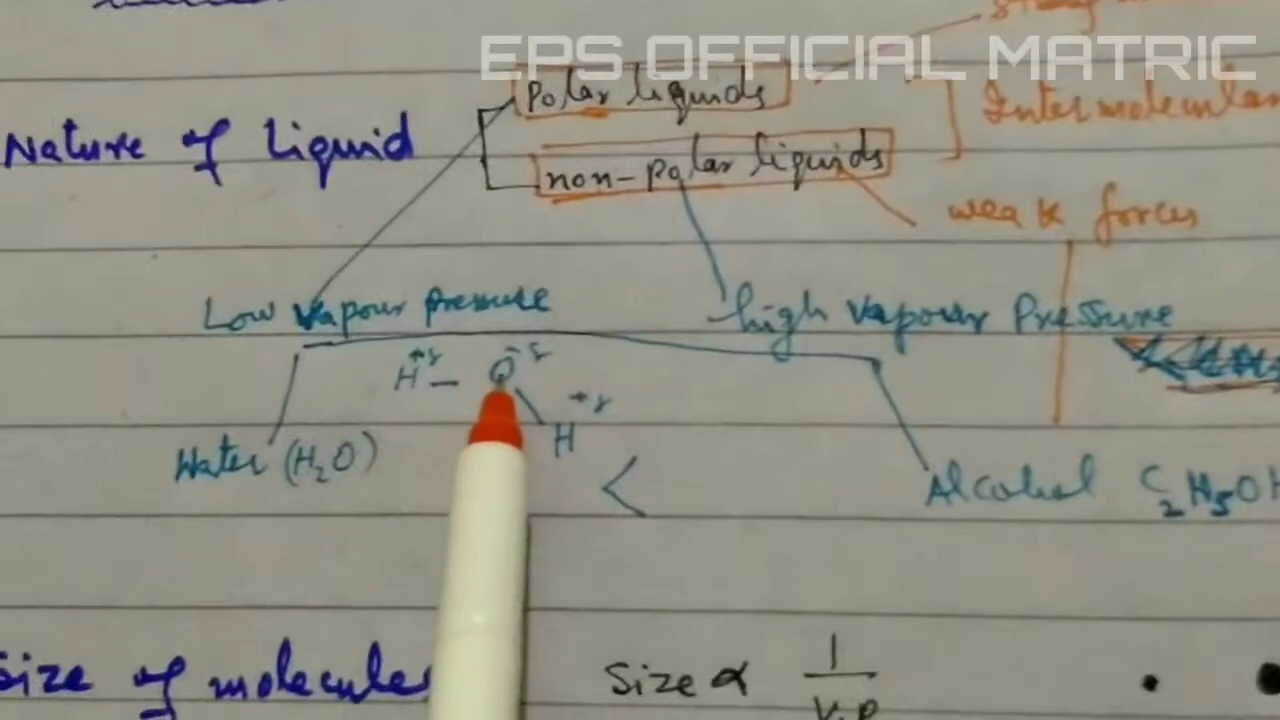 EPS OFFICIAL MATRIC
Polar liquids
Intermolecular
Nature of Liquid
non-polar liquids
weak forces
Low Vapour Pressure
high Vapour Pressure
H+δ — O-δ
+δ
H
Water (H2O)
<
Alcohol C2H5OH
Size of molecules
Size ∝ 1/V.P